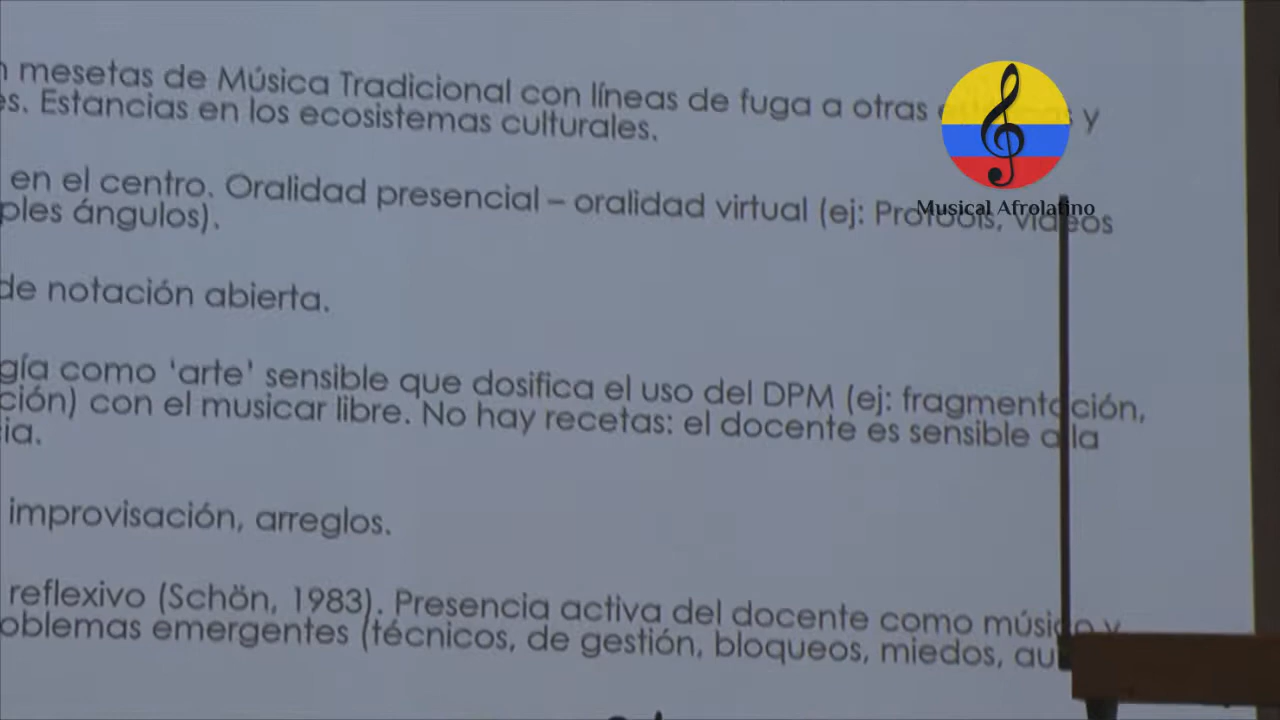 mesetas de Música Tradicional con líneas de fuga a otras y
es. Estancias en los ecosistemas culturales.
en el centro. Oralidad presencial – oralidad virtual (ej: ProTools, videos
ples ángulos).
de notación abierta.
gía como ‘arte’ sensible que dosifica el uso del DPM (ej: fragmentación,
ción) con el musicar libre. No hay recetas: el docente es sensible a la
ia.
improvisación, arreglos.
reflexivo (Schön, 1983). Presencia activa del docente como músico y
oblemas emergentes (técnicos, de gestión, bloqueos, miedos, au
Musical Afrolatino